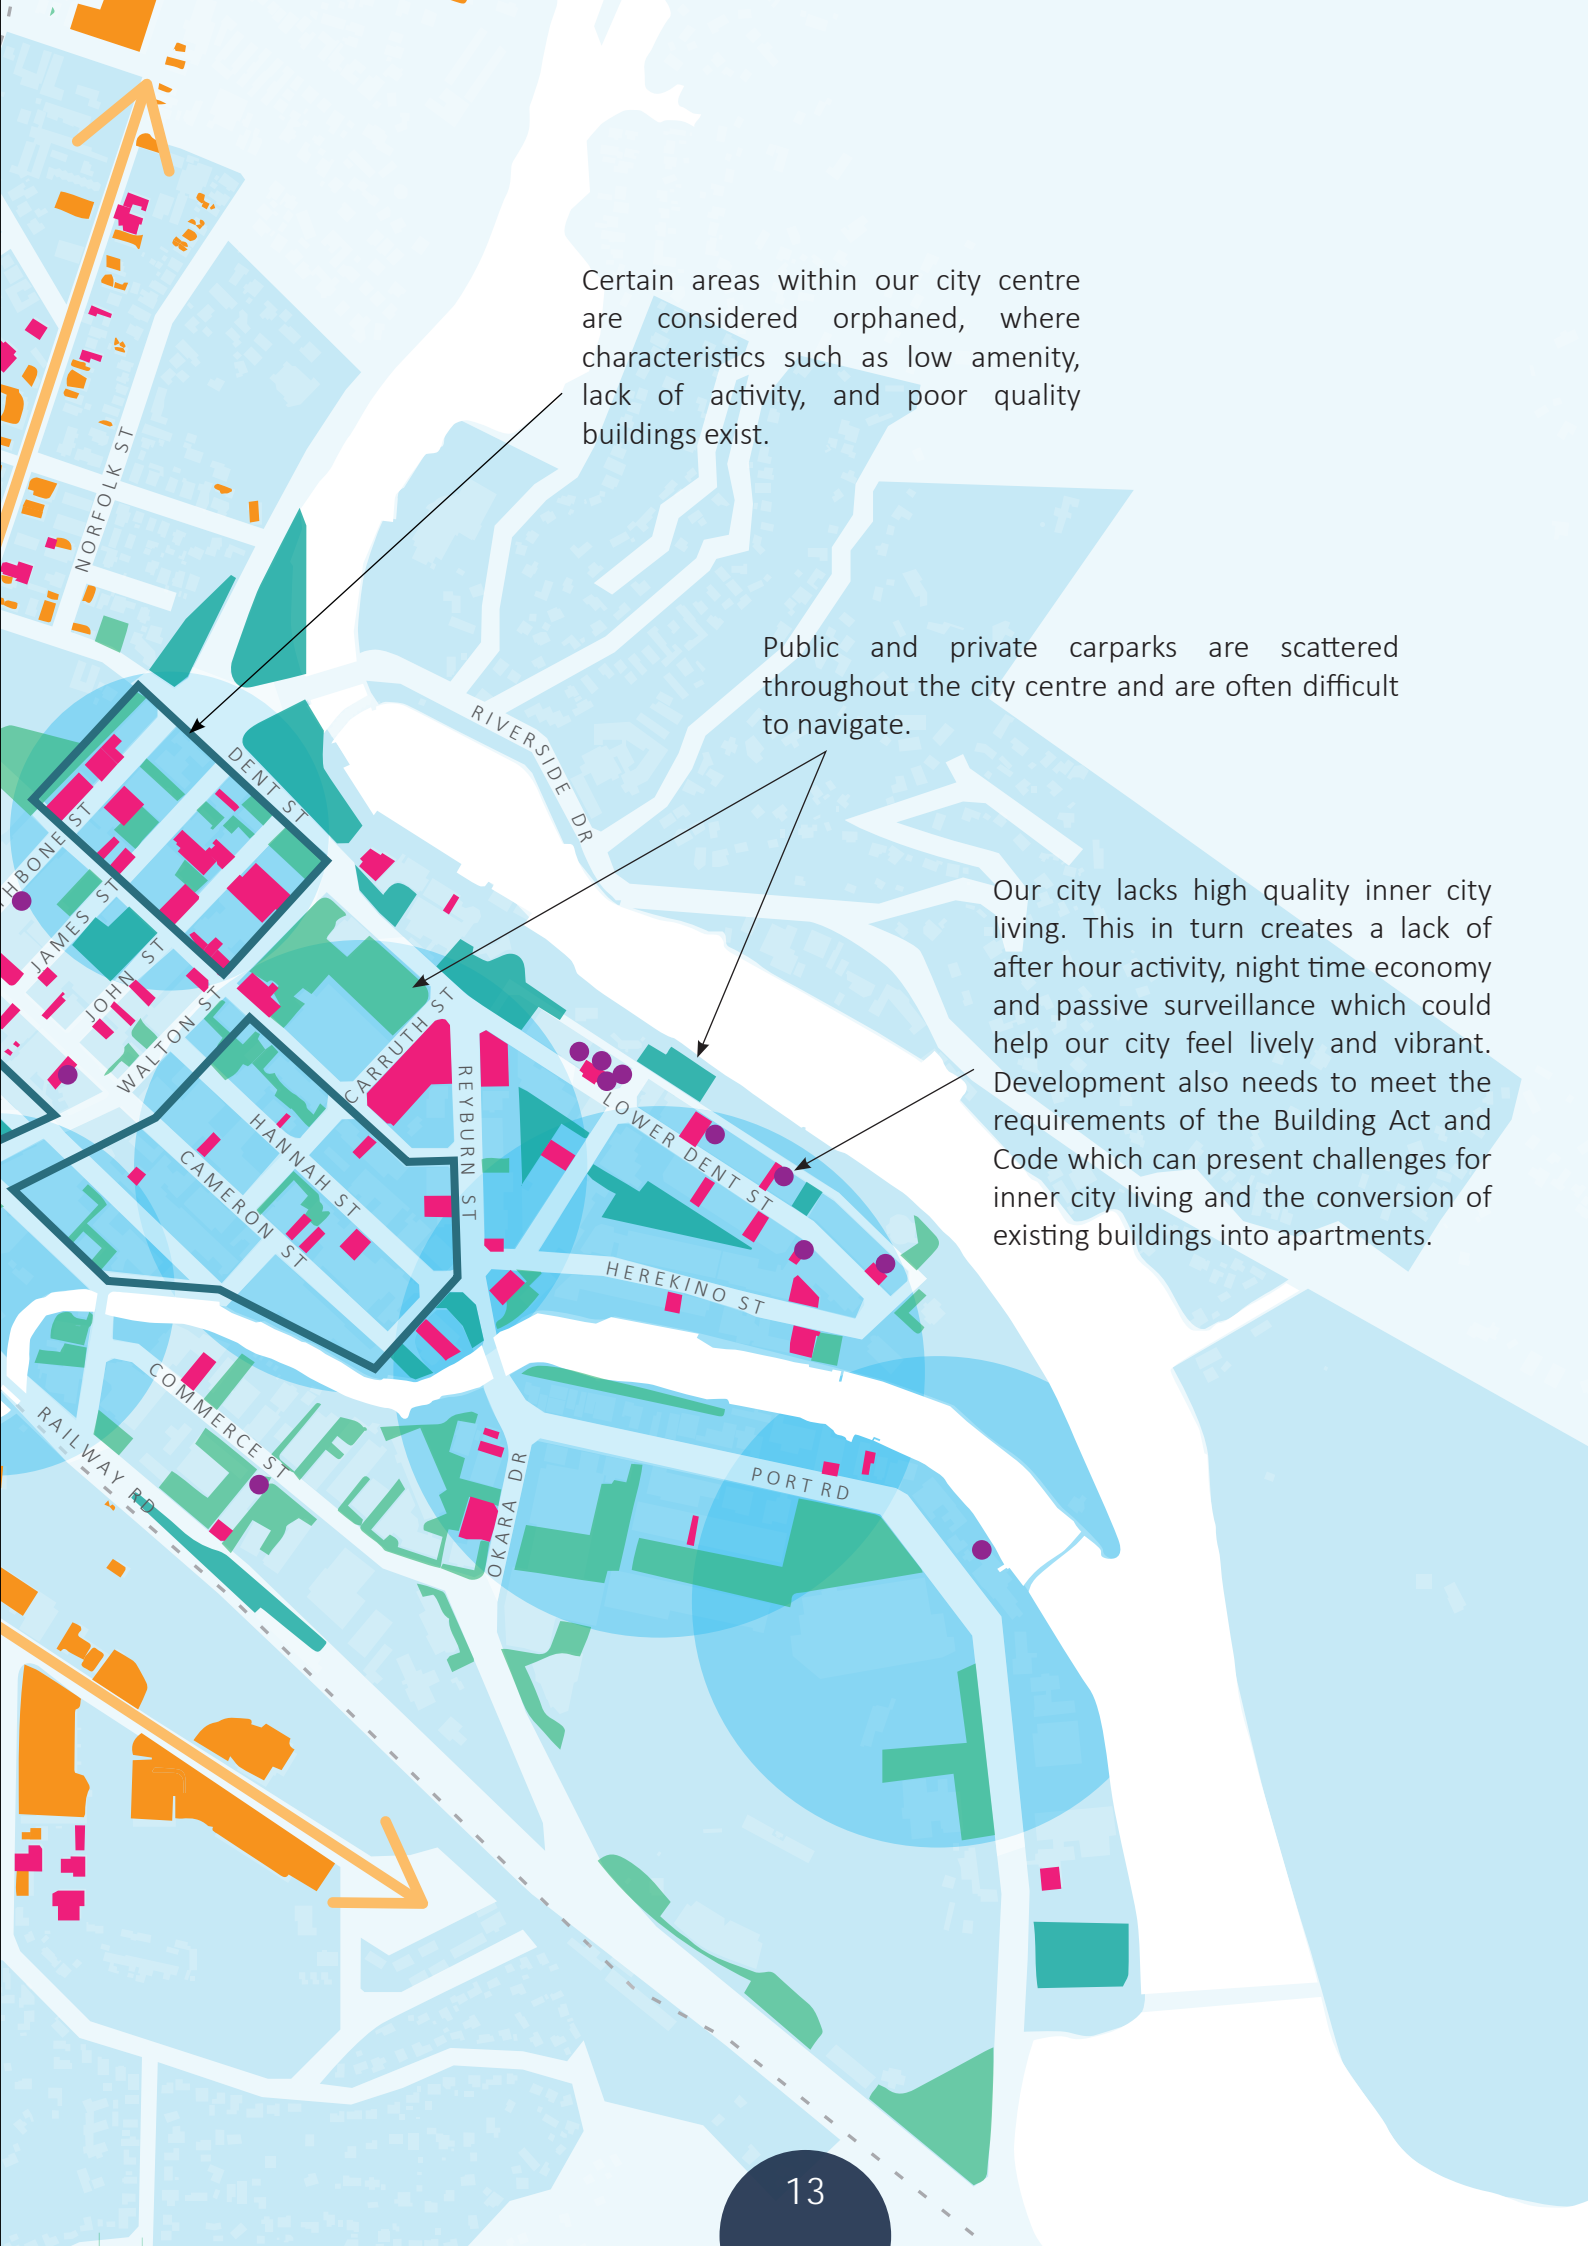 Certain areas within our city centre
are considered orphaned, where
characteristics such as low amenity,
lack of activity, and poor quality
buildings exist.
NORFOLK ST
Public and private carparks are scattered
throughout the city centre and are often difficult
to navigate.
RIVERSIDE DR
DENT ST
HBONE ST
JAMES ST
JOHN ST
WALTON ST
Our city lacks high quality inner city
living. This in turn creates a lack of
after hour activity, night time economy
and passive surveillance which could
help our city feel lively and vibrant.
Development also needs to meet the
requirements of the Building Act and
Code which can present challenges for
inner city living and the conversion of
existing buildings into apartments.
CARRUTH ST
REYBURN ST
LOWER DENT ST
HANNAH ST
CAMERON ST
HEREKINO ST
COMMERCE ST
RAILWAY RD
OKARA DR
PORT RD
13